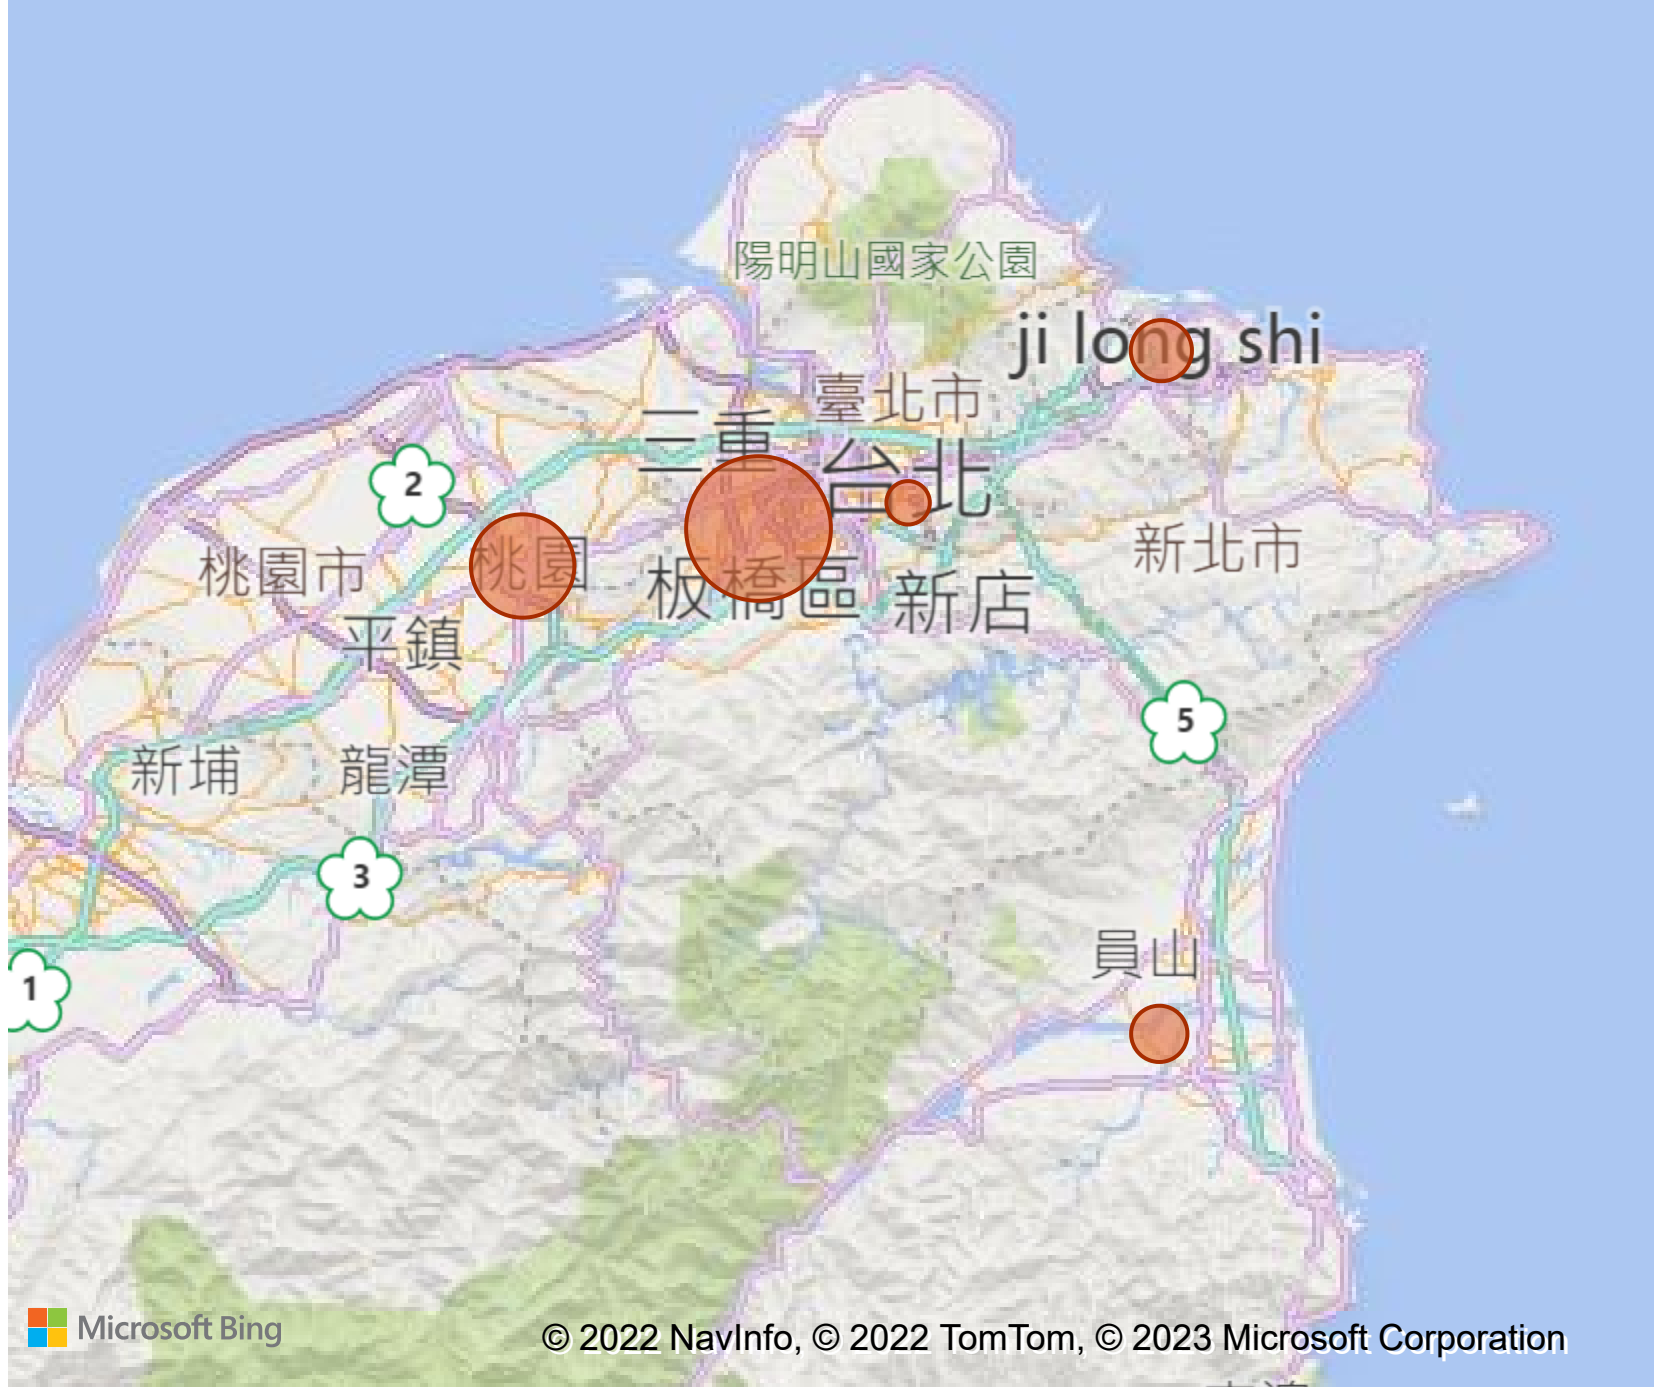 陽明山國家公園
ji long shi
臺北市
三重
台北
2
新北市
桃園市
桃園
板橋區
新店
平鎮
5
新埔
龍潭
3
員山
1
Microsoft Bing
© 2022 NavInfo, © 2022 TomTom, © 2023 Microsoft Corporation